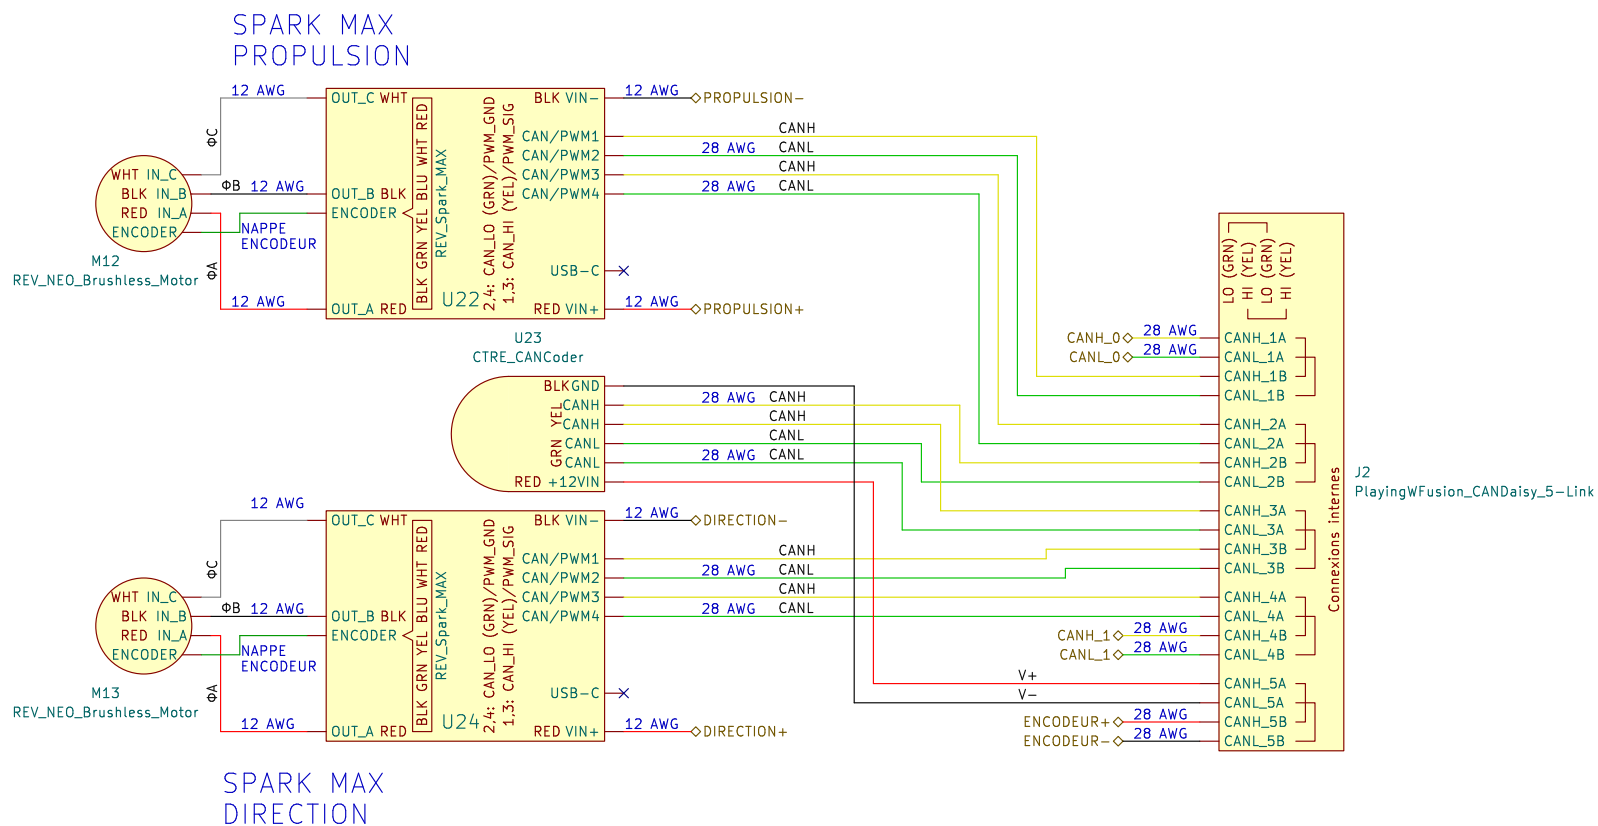 SPARK MAX
PROPULSION
12 AWG
OUT_C WHT
BLK VIN-
12 AWG
PROPULSION-
ΦC
CAN/PWM1
CANH
CAN/PWM2
28 AWG
CANL
WHT IN_C
CAN/PWM3
CANH
BLK IN_B
ΦB
12 AWG
OUT_B BLK
CAN/PWM4
28 AWG
CANL
RED IN_A
ENCODER
ENCODER
NAPPE
ENCODEUR
BLK GRN YEL BLU WHT RED
REV_Spark_MAX
2,4: CAN_LO (GRN)/PWM_GND
1,3: CAN_HI (YEL)/PWM_SIG
M12
REV_NEO_Brushless_Motor
ΦA
USB-C
12 AWG
OUT_A RED
U22
RED VIN+
12 AWG
PROPULSION+
U23
CTRE_CANCoder
BLK GND
YEL
CANH
28 AWG
CANH
CANH
CANH
GRN
CANL
CANL
CANL
28 AWG
CANL
RED +12VIN
12 AWG
OUT_C WHT
BLK VIN-
12 AWG
DIRECTION-
ΦC
CAN/PWM1
CANH
CAN/PWM2
28 AWG
CANL
WHT IN_C
CAN/PWM3
CANH
BLK IN_B
ΦB
12 AWG
OUT_B BLK
CAN/PWM4
28 AWG
CANL
RED IN_A
ENCODER
ENCODER
NAPPE
ENCODEUR
BLK GRN YEL BLU WHT RED
REV_Spark_MAX
2,4: CAN_LO (GRN)/PWM_GND
1,3: CAN_HI (YEL)/PWM_SIG
M13
REV_NEO_Brushless_Motor
ΦA
USB-C
12 AWG
OUT_A RED
U24
RED VIN+
12 AWG
DIRECTION+
V+
V-
SPARK MAX
DIRECTION
LO (GRN)
HI (YEL)
LO (GRN)
HI (YEL)
CANH_0
28 AWG
CANH_1A
CANL_0
28 AWG
CANL_1A
CANH_1B
CANL_1B
CANH_2A
CANL_2A
CANH_2B
CANL_2B
CANH_3A
CANL_3A
CANH_3B
CANL_3B
CANH_4A
CANL_4A
CANH_1
28 AWG
CANH_4B
CANL_1
28 AWG
CANL_4B
CANH_5A
CANL_5A
ENCODEUR+
28 AWG
CANH_5B
ENCODEUR-
28 AWG
CANL_5B
Connexions internes
J2
PlayingWFusion_CANDaisy_5-Link